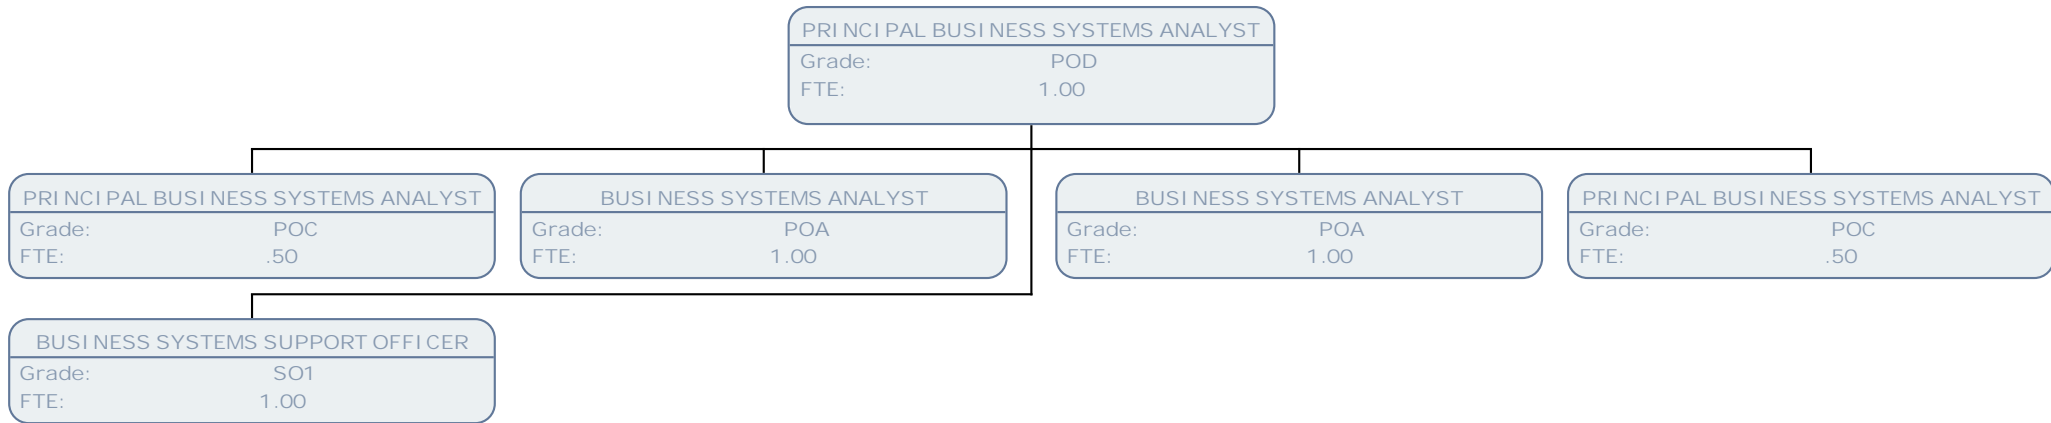 PRINCIPAL BUSINESS SYSTEMS ANALYST
Grade: POD
FTE: 1.00
PRINCIPAL BUSINESS SYSTEMS ANALYST
Grade: POC
FTE: .50
BUSINESS SYSTEMS ANALYST
Grade: POA
FTE: 1.00
BUSINESS SYSTEMS ANALYST
Grade: POA
FTE: 1.00
PRINCIPAL BUSINESS SYSTEMS ANALYST
Grade: POC
FTE: .50
BUSINESS SYSTEMS SUPPORT OFFICER
Grade: SO1
FTE: 1.00